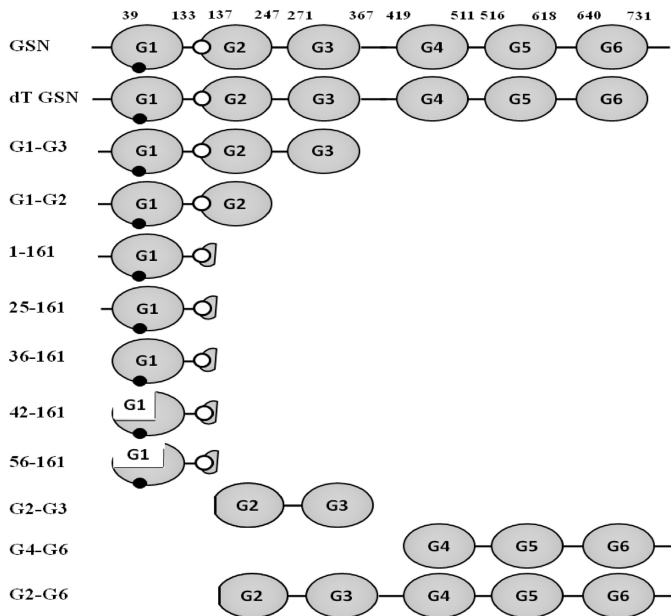 39 133 137 247 271 367 419 511 516 618 640 731
GSN G1 G2 G3 G4 G5 G6
dT GSN G1 G2 G3 G4 G5 G6
G1-G3 G1 G2 G3
G1-G2 G1 G2
1-161 G1
25-161 G1
36-161 G1
42-161 G1
56-161 G1
G2-G3 G2 G3
G4-G6 G4 G5 G6
G2-G6 G2 G3 G4 G5 G6